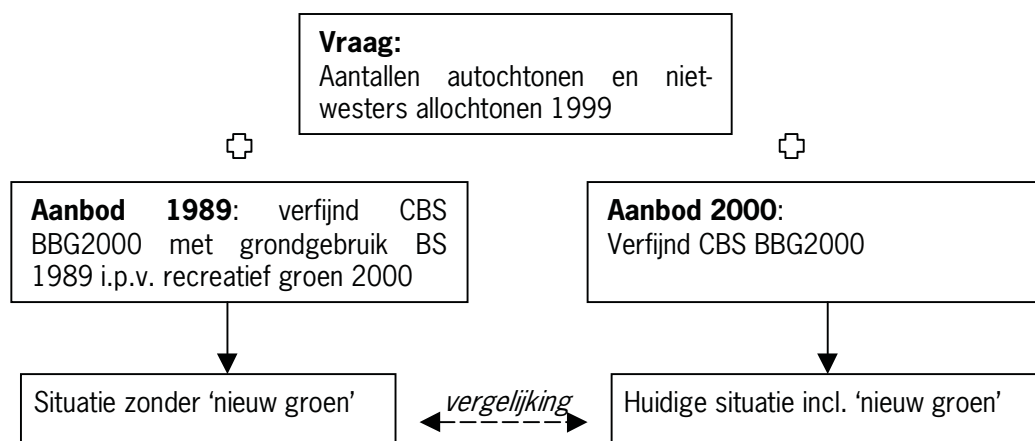 Vraag:
Aantallen autochtonen en niet-
westers allochtonen 1999
Aanbod 1989: verfijnd CBS
BBG2000 met grondgebruik BS
1989 i.p.v. recreatief groen 2000
Aanbod 2000:
Verfijnd CBS BBG2000
Situatie zonder ‘nieuw groen’
vergelijking
Huidige situatie incl. ‘nieuw groen’